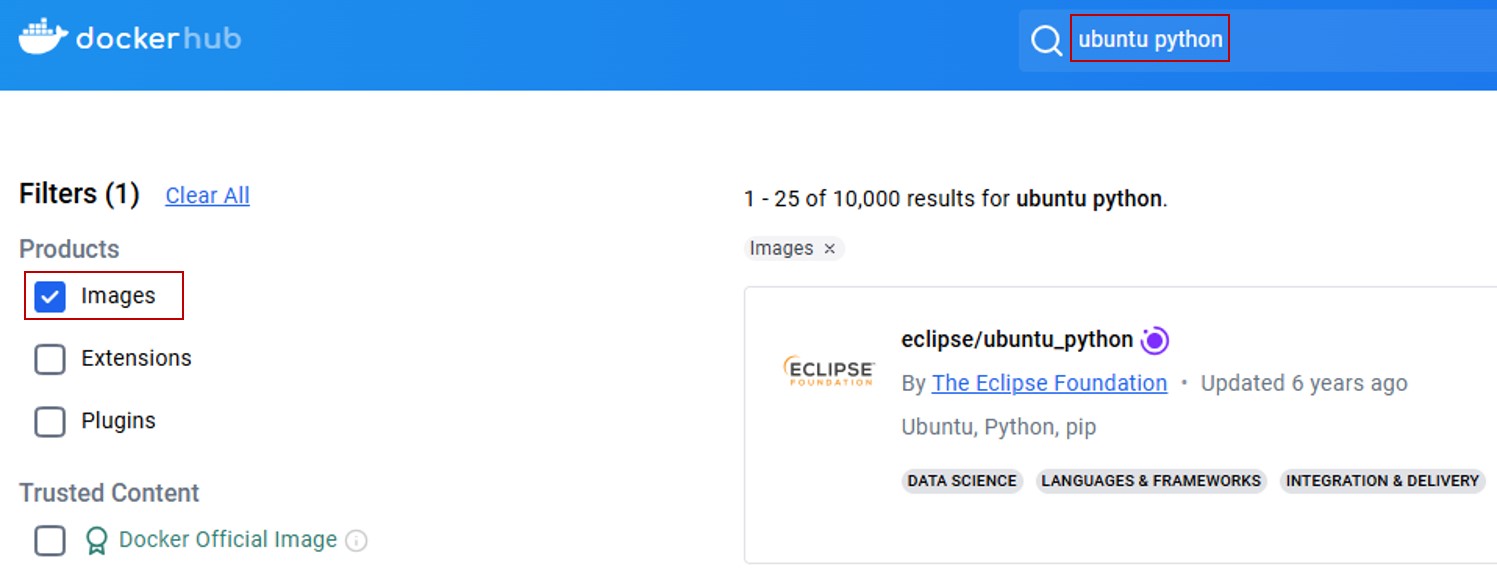 dockerhub
ubuntu python
Filters (1) Clear All
Products
Images
Extensions
Plugins
Trusted Content
Docker Official Image
1 - 25 of 10,000 results for ubuntu python.
Images ×
ECLIPSE
FOUNDATION
eclipse/ubuntu_python
By The Eclipse Foundation • Updated 6 years ago
Ubuntu, Python, pip
DATA SCIENCE LANGUAGES & FRAMEWORKS INTEGRATION & DELIVERY